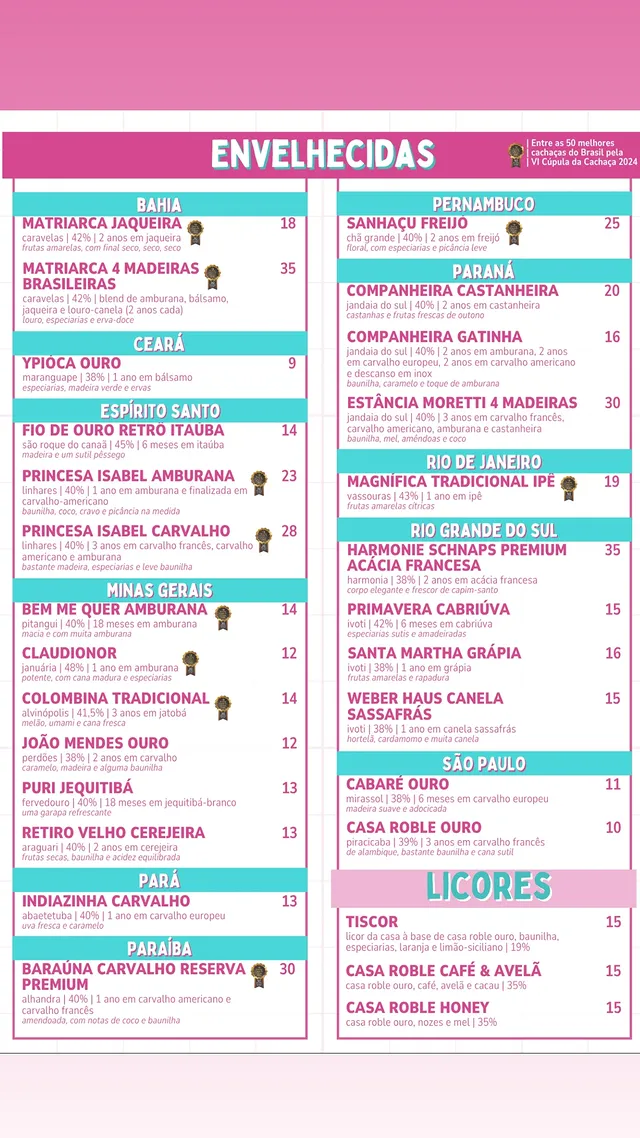 ENVELHECIDAS
Entre as 50 melhores
cachaças do Brasil pela
VI Cúpula da Cachaça 2024
BAHIA
MATRIARCA JAQUEIRA 18
caravelas | 42% | 2 anos em jaqueira
frutas amarelas, com final seco, seco, seco
MATRIARCA 4 MADEIRAS 35
BRASILEIRAS
caravelas | 42% | blend de amburana, bálsamo,
jaqueira e louro-canela (2 anos cada)
louro, especiarias e erva-doce
CEARÁ
YPIÓCA OURO 9
maranguape | 38% | 1 ano em bálsamo
especiarias, madeira verde e ervas
ESPÍRITO SANTO
FIO DE OURO RETRÔ ITAÚBA 14
são roque do canaã | 45% | 6 meses em itaúba
madeira e um sutil pêssego
PRINCESA ISABEL AMBURANA 23
linhares | 40% | 1 ano em amburana e finalizada em
carvalho-americano
baunilha, coco, cravo e picância na medida
PRINCESA ISABEL CARVALHO 28
linhares | 40% | 3 anos em carvalho francês, carvalho
americano e amburana
bastante madeira, especiarias e leve baunilha
MINAS GERAIS
BEM ME QUER AMBURANA 14
pitangui | 40% | 18 meses em amburana
macia e com muita amburana
CLAUDIONOR 12
januária | 48% | 1 ano em amburana
potente, com cana madura e especiarias
COLOMBINA TRADICIONAL 14
alvinópolis | 41,5% | 3 anos em jatobá
melão, umami e cana fresca
JOÃO MENDES OURO 12
perdões | 38% | 2 anos em carvalho
caramelo, madeira e alguma baunilha
PURI JEQUITIBÁ 13
fervedouro | 40% | 18 meses em jequitibá-branco
uma garapa refrescante
RETIRO VELHO CEREJEIRA 13
araguari | 40% | 2 anos em cerejeira
frutas secas, baunilha e acidez equilibrada
PARÁ
INDIAZINHA CARVALHO 13
abaetetuba | 40% | 1 ano em carvalho europeu
uva fresca e caramelo
PARAÍBA
BARAÚNA CARVALHO RESERVA 30
PREMIUM
alhandra | 40% | 1 ano em carvalho americano e
carvalho francês
amendoada, com notas de coco e baunilha
PERNAMBUCO
SANHAÇU FREIJÓ 25
chã grande | 40% | 2 anos em freijó
floral, com especiarias e picância leve
PARANÁ
COMPANHEIRA CASTANHEIRA 20
jandaia do sul | 40% | 2 anos em castanheira
castanhas e frutas frescas de outono
COMPANHEIRA GATINHA 16
jandaia do sul | 40% | 2 anos em amburana, 2 anos
em carvalho europeu, 2 anos em carvalho americano
e descanso em inox
baunilha, caramelo e toque de amburana
ESTÂNCIA MORETTI 4 MADEIRAS 30
jandaia do sul | 40% | 3 anos em carvalho francês,
carvalho americano, amburana e castanheira
baunilha, mel, amêndoas e coco
RIO DE JANEIRO
MAGNÍFICA TRADICIONAL IPÊ 19
vassouras | 43% | 1 ano em ipê
frutas amarelas cítricas
RIO GRANDE DO SUL
HARMONIE SCHNAPS PREMIUM 35
ACÁCIA FRANCESA
harmonia | 38% | 2 anos em acácia francesa
corpo elegante e frescor de capim-santo
PRIMAVERA CABRIÚVA 15
ivoti | 42% | 6 meses em cabriúva
especiarias sutis e amadeiradas
SANTA MARTHA GRÁPIA 16
ivoti | 38% | 1 ano em grápia
frutas amarelas e rapadura
WEBER HAUS CANELA 15
SASSAFRÁS
ivoti | 38% | 1 ano em canela sassafrás
hortelã, cardamomo e muita canela
SÃO PAULO
CABARÉ OURO 11
mirassol | 38% | 6 meses em carvalho europeu
madeira suave e adocicada
CASA ROBLE OURO 10
piracicaba | 39% | 3 anos em carvalho francês
de alambique, bastante baunilha e cana sutil
LICORES
TISCOR 15
licor da casa à base de casa roble ouro, baunilha,
especiarias, laranja e limão-siciliano | 19%
CASA ROBLE CAFÉ & AVELÃ 15
casa roble ouro, café, avelã e cacau | 35%
CASA ROBLE HONEY 15
casa roble ouro, nozes e mel | 35%